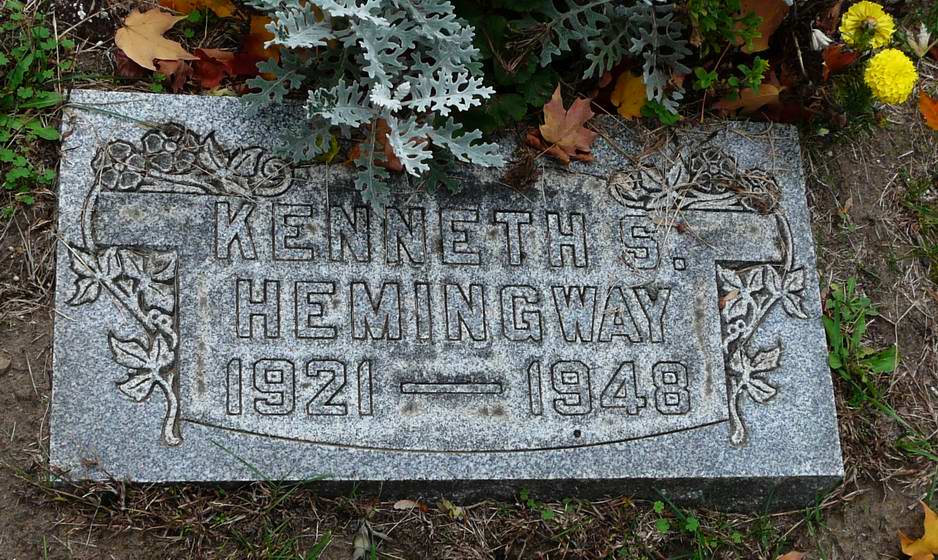 KENNETH S.
HEMINGWAY
1921 — 1948